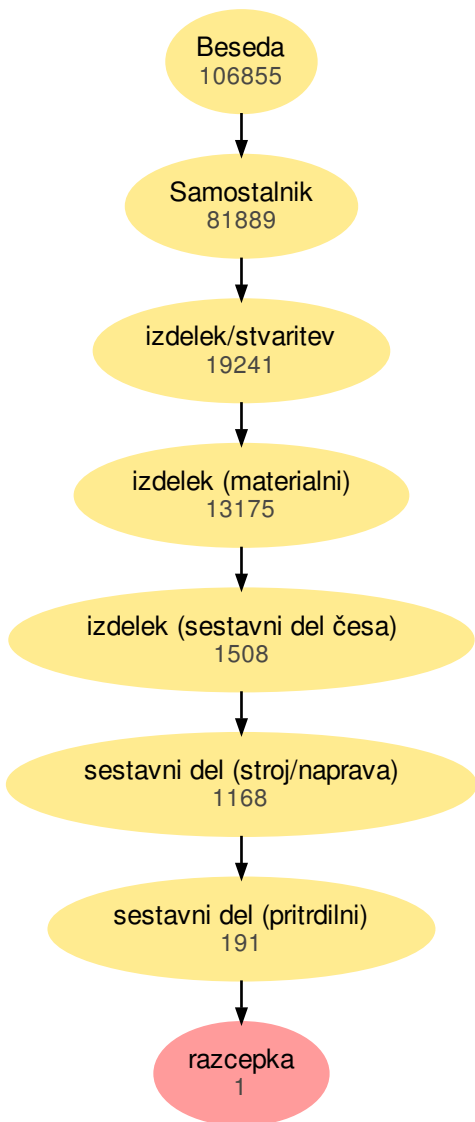 Beseda
106855
Samostalnik
81889
izdelek/stvaritev
19241
izdelek (materialni)
13175
izdelek (sestavni del česa)
1508
sestavni del (stroj/naprava)
1168
sestavni del (pritrdilni)
191
razcepka
1